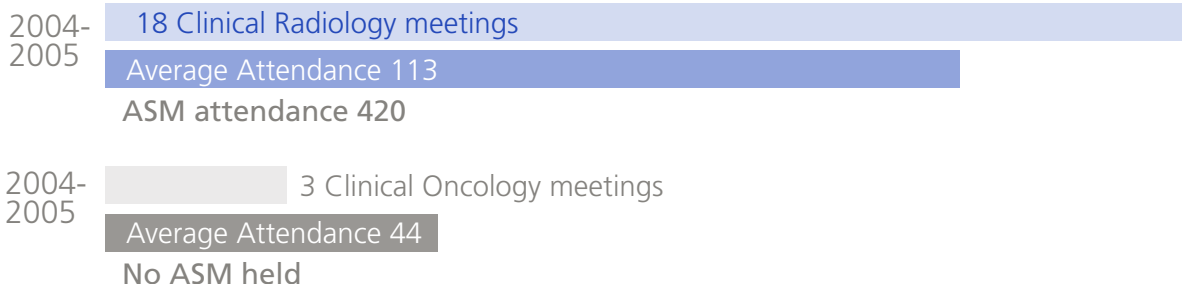 2004-
2005
18 Clinical Radiology meetings
Average Attendance 113
ASM attendance 420
2004-
2005
3 Clinical Oncology meetings
Average Attendance 44
No ASM held